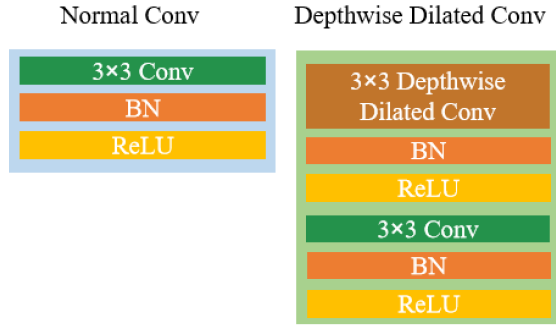 Normal Conv
3×3 Conv
BN
ReLU
Depthwise Dilated Conv
3×3 Depthwise
Dilated Conv
BN
ReLU
3×3 Conv
BN
ReLU